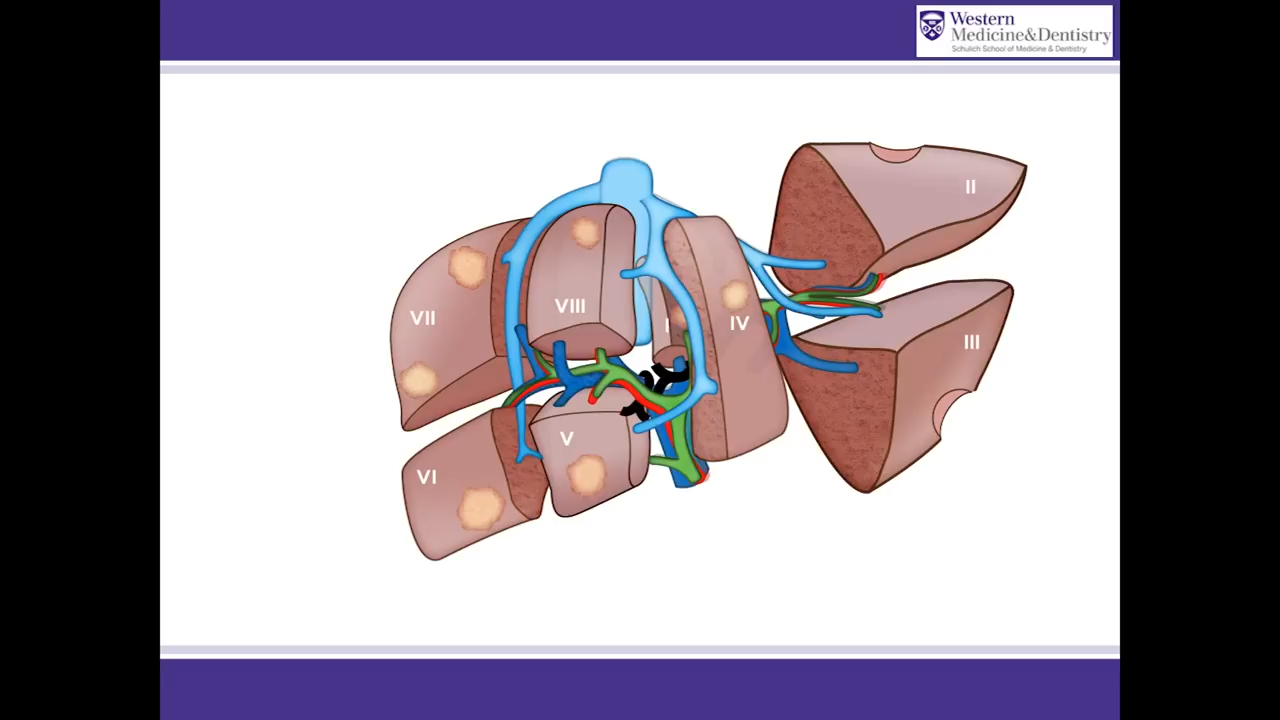 Western
Medicine&Dentistry
Schulich School of Medicine & Dentistry
II
VIII
I
IV
VII
III
V
VI